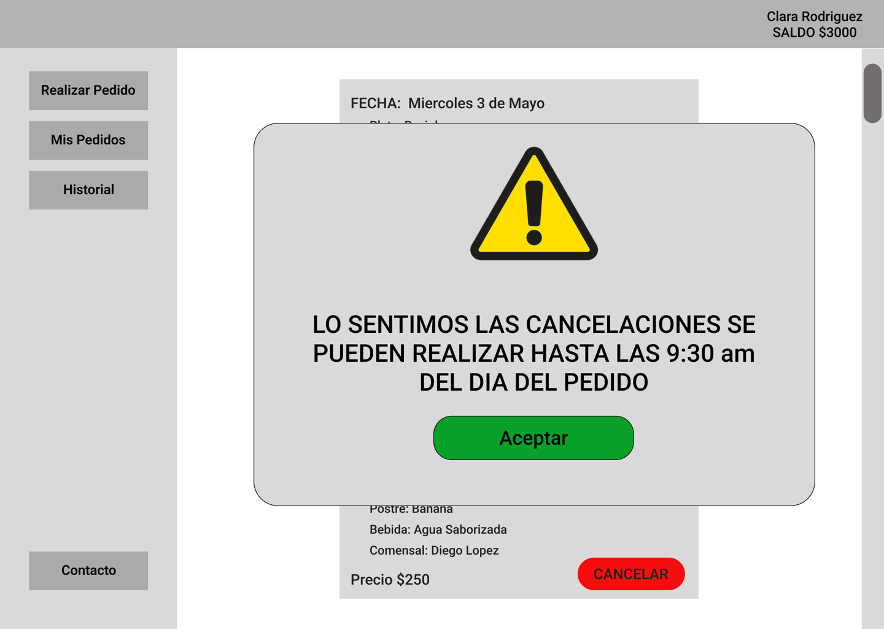 Clara Rodriguez
SALDO $3000
Realizar Pedido
Mis Pedidos
Historial
Contacto
FECHA: Miercoles 3 de Mayo
LO SENTIMOS LAS CANCELACIONES SE
PUEDEN REALIZAR HASTA LAS 9:30 am
DEL DIA DEL PEDIDO
Aceptar
Postre: Banana
Bebida: Agua Saborizada
Comensal: Diego Lopez
Precio $250
CANCELAR